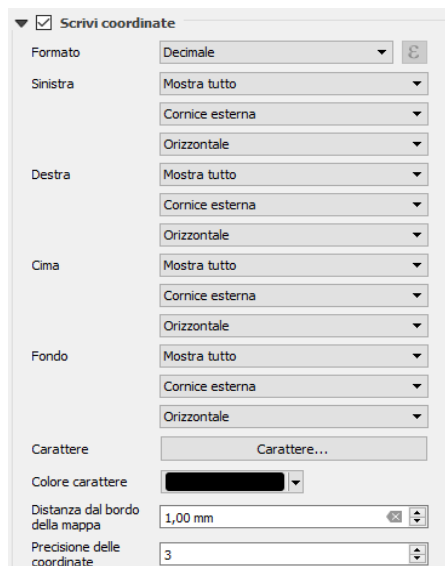 Scrivi coordinate
Formato Decimale ε
Sinistra Mostra tutto
Cornice esterna
Orizzontale
Destra Mostra tutto
Cornice esterna
Orizzontale
Cima Mostra tutto
Cornice esterna
Orizzontale
Fondo Mostra tutto
Cornice esterna
Orizzontale
Carattere Carattere...
Colore carattere
Distanza dal bordo
della mappa 1,00 mm
Precisione delle
coordinate 3